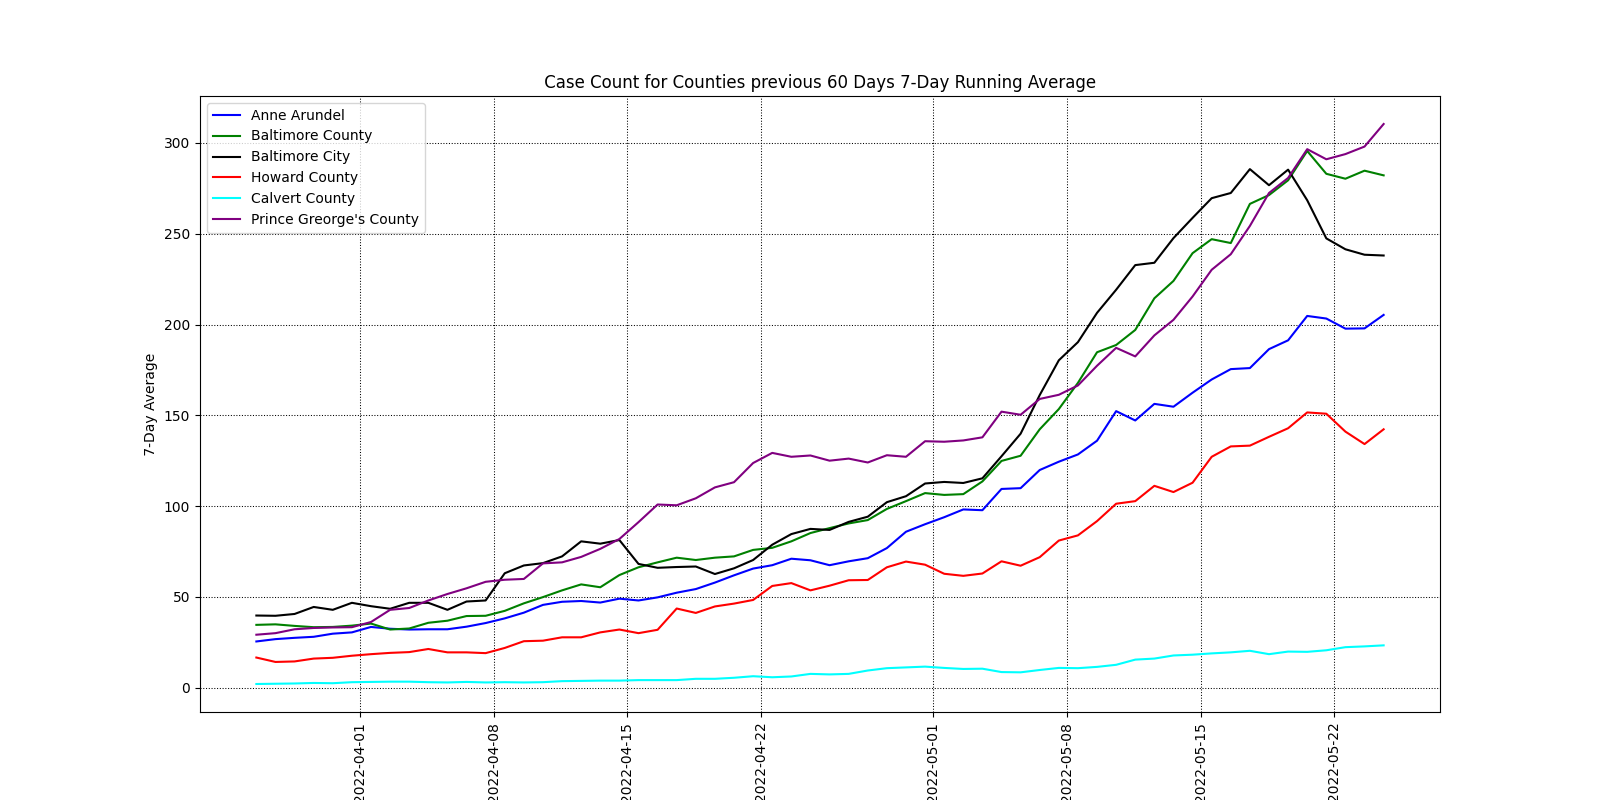 Case Count for Counties previous 60 Days 7-Day Running Average
Anne Arundel
Baltimore County
Baltimore City
Howard County
Calvert County
Prince Greorge's County
7-Day Average
300
250
200
150
100
50
0
2022-04-01
2022-04-08
2022-04-15
2022-04-22
2022-05-01
2022-05-08
2022-05-15
2022-05-22